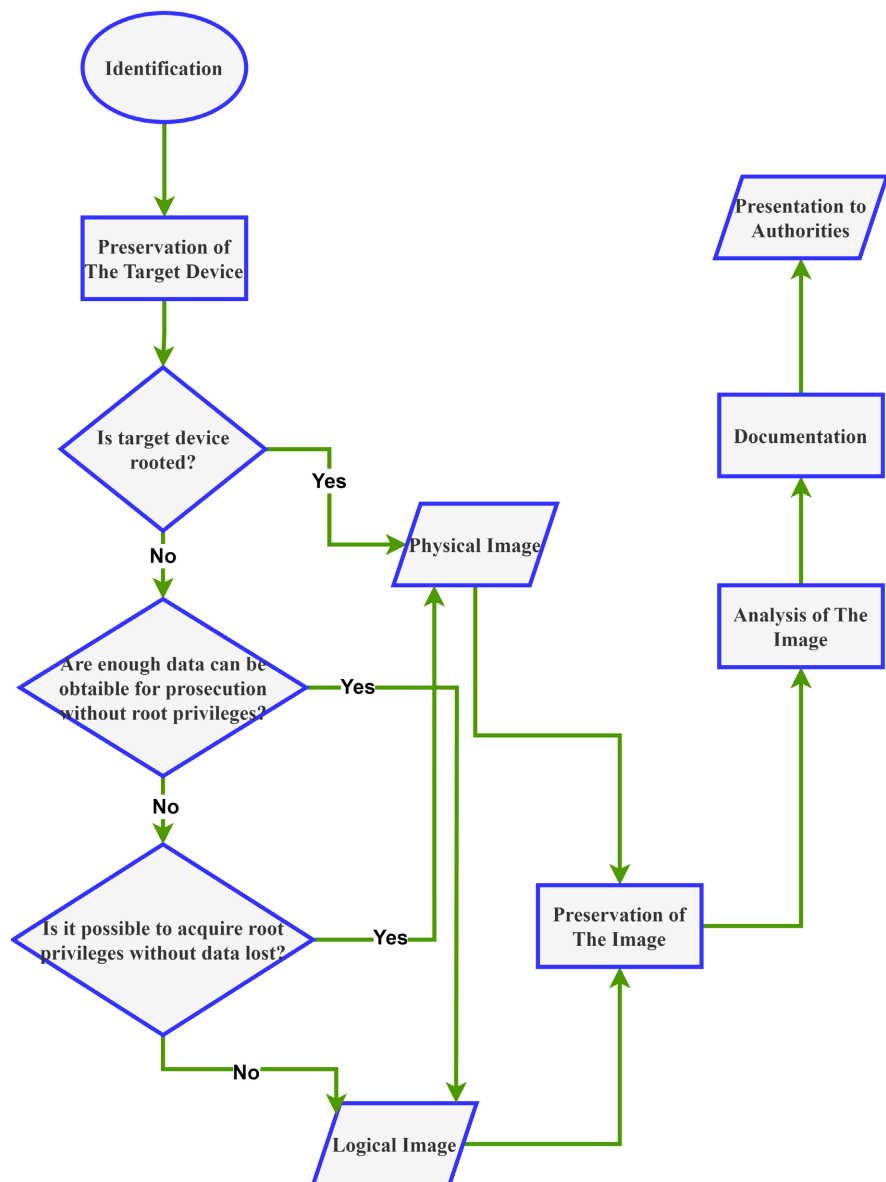 Identification
Preservation of
The Target Device
Is target device
rooted?
Yes
No
Physical Image
Are enough data can be
obtaible for prosecution
without root privileges?
Yes
No
Is it possible to acquire root
privileges without data lost?
Yes
No
Logical Image
Preservation of
The Image
Analysis of The
Image
Documentation
Presentation to
Authorities